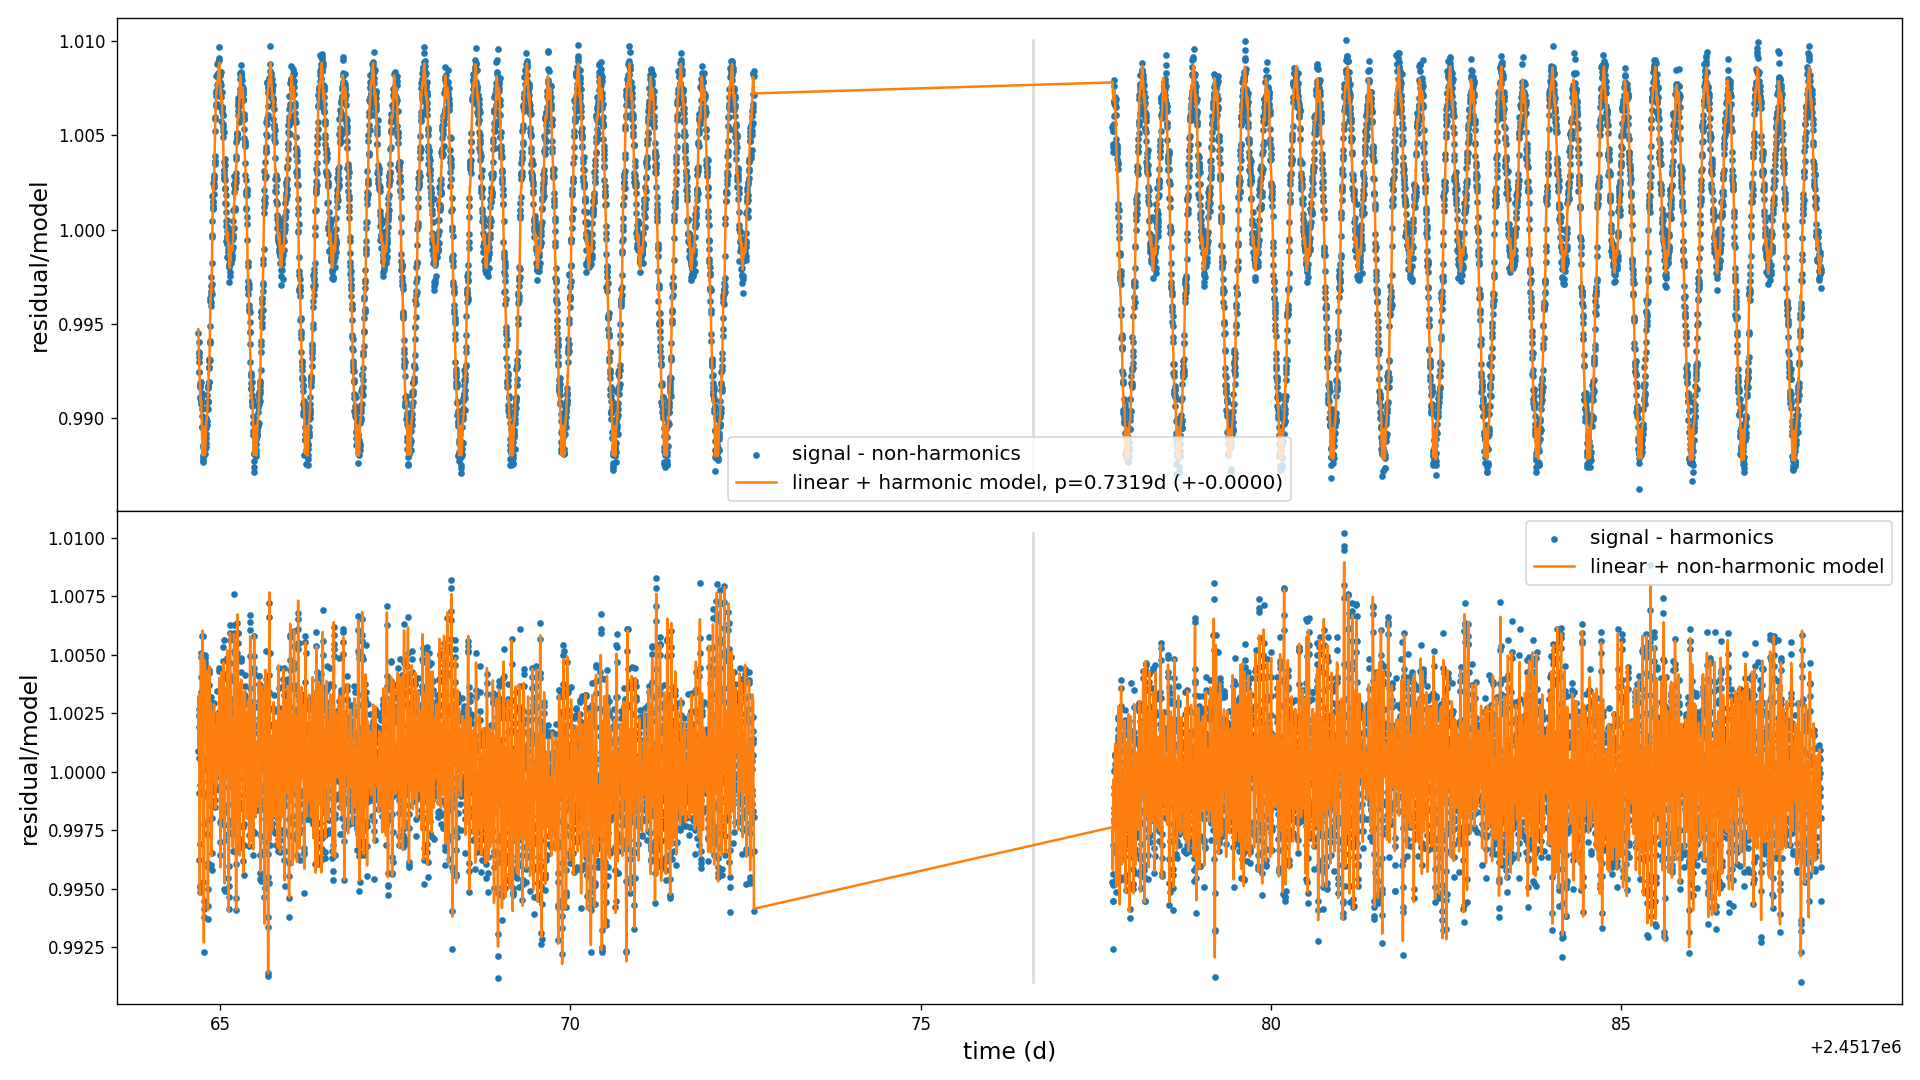 1.010
1.005
1.000
0.995
0.990
residual/model
signal - non-harmonics
linear + harmonic model, p=0.7319d (+-0.0000)
1.0100
1.0075
1.0050
1.0025
1.0000
0.9975
0.9950
0.9925
residual/model
signal - harmonics
linear + non-harmonic model
65
70
75
80
85
time (d)
+2.4517e6